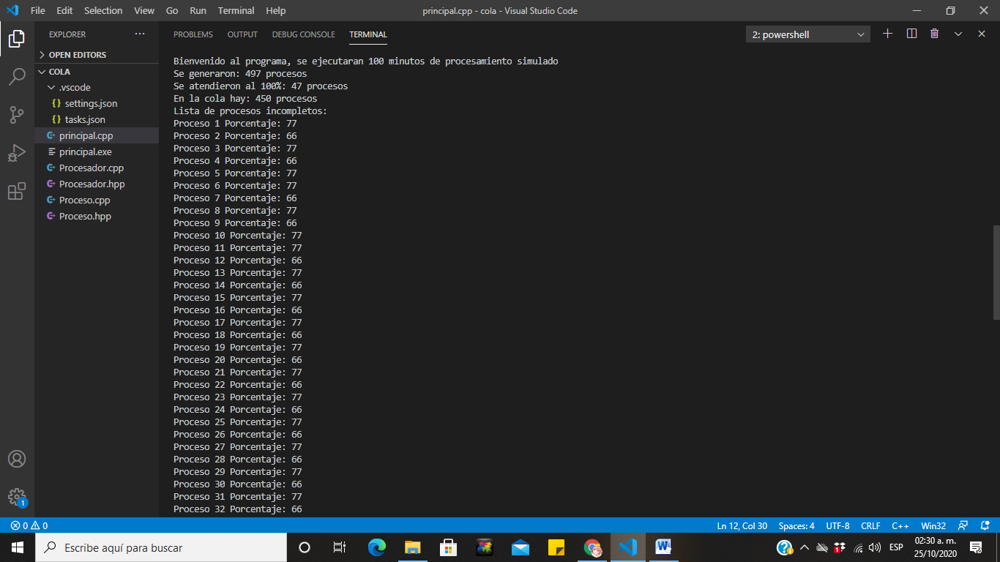 File Edit Selection View Go Run Terminal Help
principal.cpp - cola - Visual Studio Code
EXPLORER ...
OPEN EDITORS
COLA
.vscode
{} settings.json
{} tasks.json
principal.cpp
principal.exe
Procesador.cpp
Procesador.hpp
Proceso.cpp
Proceso.hpp
PROBLEMS OUTPUT DEBUG CONSOLE TERMINAL
2: powershell
Bienvenido al programa, se ejecutaran 100 minutos de procesamiento simulado
Se generaron: 497 procesos
Se atendieron al 100%: 47 procesos
En la cola hay: 450 procesos
Lista de procesos incompletos:
Proceso 1 Porcentaje: 77
Proceso 2 Porcentaje: 66
Proceso 3 Porcentaje: 77
Proceso 4 Porcentaje: 66
Proceso 5 Porcentaje: 77
Proceso 6 Porcentaje: 77
Proceso 7 Porcentaje: 66
Proceso 8 Porcentaje: 77
Proceso 9 Porcentaje: 66
Proceso 10 Porcentaje: 77
Proceso 11 Porcentaje: 77
Proceso 12 Porcentaje: 66
Proceso 13 Porcentaje: 77
Proceso 14 Porcentaje: 66
Proceso 15 Porcentaje: 77
Proceso 16 Porcentaje: 66
Proceso 17 Porcentaje: 77
Proceso 18 Porcentaje: 66
Proceso 19 Porcentaje: 77
Proceso 20 Porcentaje: 66
Proceso 21 Porcentaje: 77
Proceso 22 Porcentaje: 66
Proceso 23 Porcentaje: 77
Proceso 24 Porcentaje: 66
Proceso 25 Porcentaje: 77
Proceso 26 Porcentaje: 66
Proceso 27 Porcentaje: 77
Proceso 28 Porcentaje: 66
Proceso 29 Porcentaje: 77
Proceso 30 Porcentaje: 66
Proceso 31 Porcentaje: 77
Proceso 32 Porcentaje: 66
1
0 0
Ln 12, Col 30 Spaces: 4 UTF-8 CRLF C++ Win32
Escribe aquí para buscar
ESP
02:30 a. m.
25/10/2020